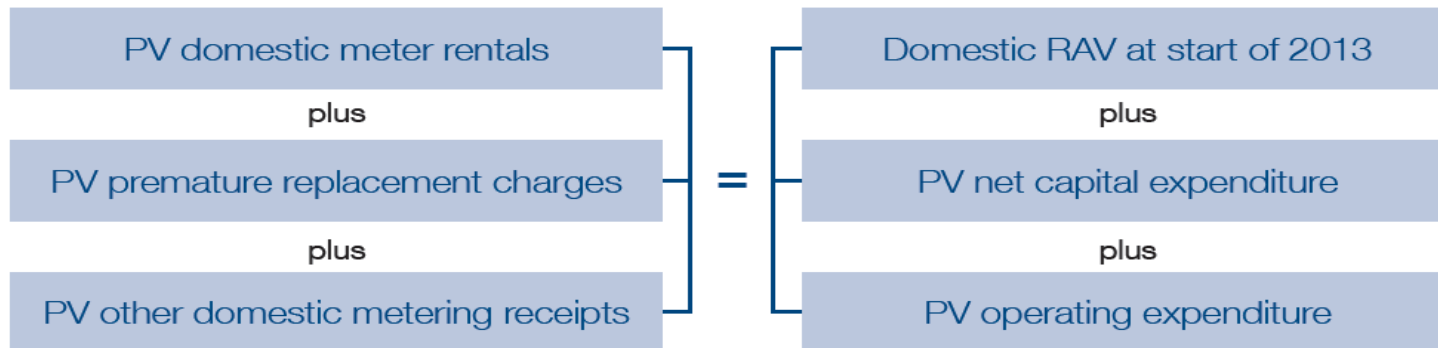 PV domestic meter rentals
plus
PV premature replacement charges
plus
PV other domestic metering receipts
=
Domestic RAV at start of 2013
plus
PV net capital expenditure
plus
PV operating expenditure